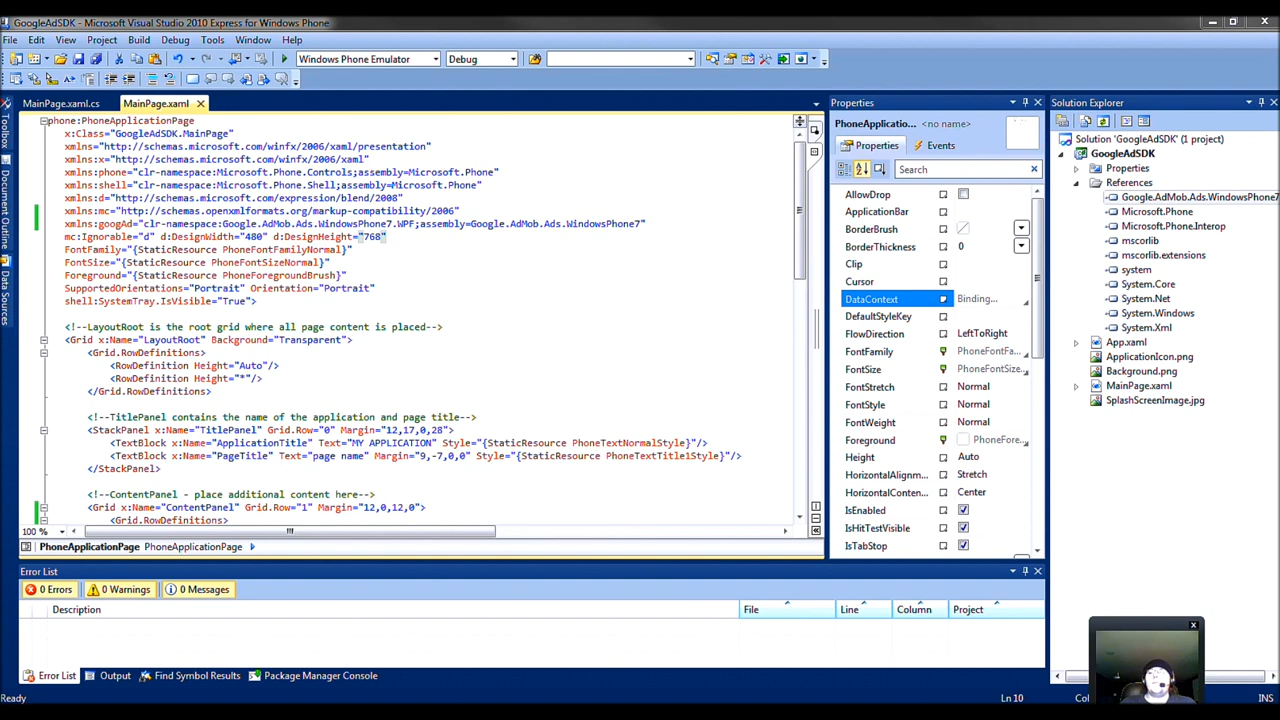 GoogleAdSDK - Microsoft Visual Studio 2010 Express for Windows Phone
File Edit View Project Build Debug Tools Window Help
Windows Phone Emulator Debug
MainPage.xaml.cs MainPage.xaml
phone:PhoneApplicationPage
x:Class="GoogleAdSDK.MainPage"
xmlns="http://schemas.microsoft.com/winfx/2006/xaml/presentation"
xmlns:x="http://schemas.microsoft.com/winfx/2006/xaml"
xmlns:phone="clr-namespace:Microsoft.Phone.Controls;assembly=Microsoft.Phone"
xmlns:shell="clr-namespace:Microsoft.Phone.Shell;assembly=Microsoft.Phone"
xmlns:d="http://schemas.microsoft.com/expression/blend/2008"
xmlns:mc="http://schemas.openxmlformats.org/markup-compatibility/2006"
xmlns:googAd="clr-namespace:Google.AdMob.Ads.WindowsPhone7.WPF;assembly=Google.AdMob.Ads.WindowsPhone7"
mc:Ignorable="d" d:DesignWidth="480" d:DesignHeight="768"
FontFamily="{StaticResource PhoneFontFamilyNormal}"
FontSize="{StaticResource PhoneFontSizeNormal}"
Foreground="{StaticResource PhoneForegroundBrush}"
SupportedOrientations="Portrait" Orientation="Portrait"
shell:SystemTray.IsVisible="True">
<!--LayoutRoot is the root grid where all page content is placed-->
<Grid x:Name="LayoutRoot" Background="Transparent">
<Grid.RowDefinitions>
<RowDefinition Height="Auto"/>
<RowDefinition Height="*"/>
</Grid.RowDefinitions>
<!--TitlePanel contains the name of the application and page title-->
<StackPanel x:Name="TitlePanel" Grid.Row="0" Margin="12,17,0,28">
<TextBlock x:Name="ApplicationTitle" Text="MY APPLICATION" Style="{StaticResource PhoneTextNormalStyle}"/>
<TextBlock x:Name="PageTitle" Text="page name" Margin="9,-7,0,0" Style="{StaticResource PhoneTextTitle1Style}"/>
</StackPanel>
<!--ContentPanel - place additional content here-->
<Grid x:Name="ContentPanel" Grid.Row="1" Margin="12,0,12,0">
<Grid.RowDefinitions>
100 %
PhoneApplicationPage PhoneApplicationPage
Toolbox
Document Outline
Data Sources
Properties
PhoneApplicatio... <no name>
Properties Events
Search
AllowDrop
ApplicationBar
BorderBrush
BorderThickness 0
Clip
Cursor
DataContext Binding...
DefaultStyleKey
FlowDirection LeftToRight
FontFamily PhoneFontFa...
FontSize PhoneFontSize...
FontStretch Normal
FontStyle Normal
FontWeight Normal
Foreground PhoneFore...
Height Auto
HorizontalAlignm... Stretch
HorizontalConten... Center
IsEnabled
IsHitTestVisible
IsTabStop
Solution Explorer
Solution 'GoogleAdSDK' (1 project)
GoogleAdSDK
Properties
References
Google.AdMob.Ads.WindowsPhone7
Microsoft.Phone
Microsoft.Phone.Interop
mscorlib
mscorlib.extensions
system
System.Core
System.Net
System.Windows
System.Xml
App.xaml
ApplicationIcon.png
Background.png
MainPage.xaml
SplashScreenImage.jpg
Error List
0 Errors 0 Warnings 0 Messages
Description File Line Column Project
Error List Output Find Symbol Results Package Manager Console
Ready Ln 10 INS